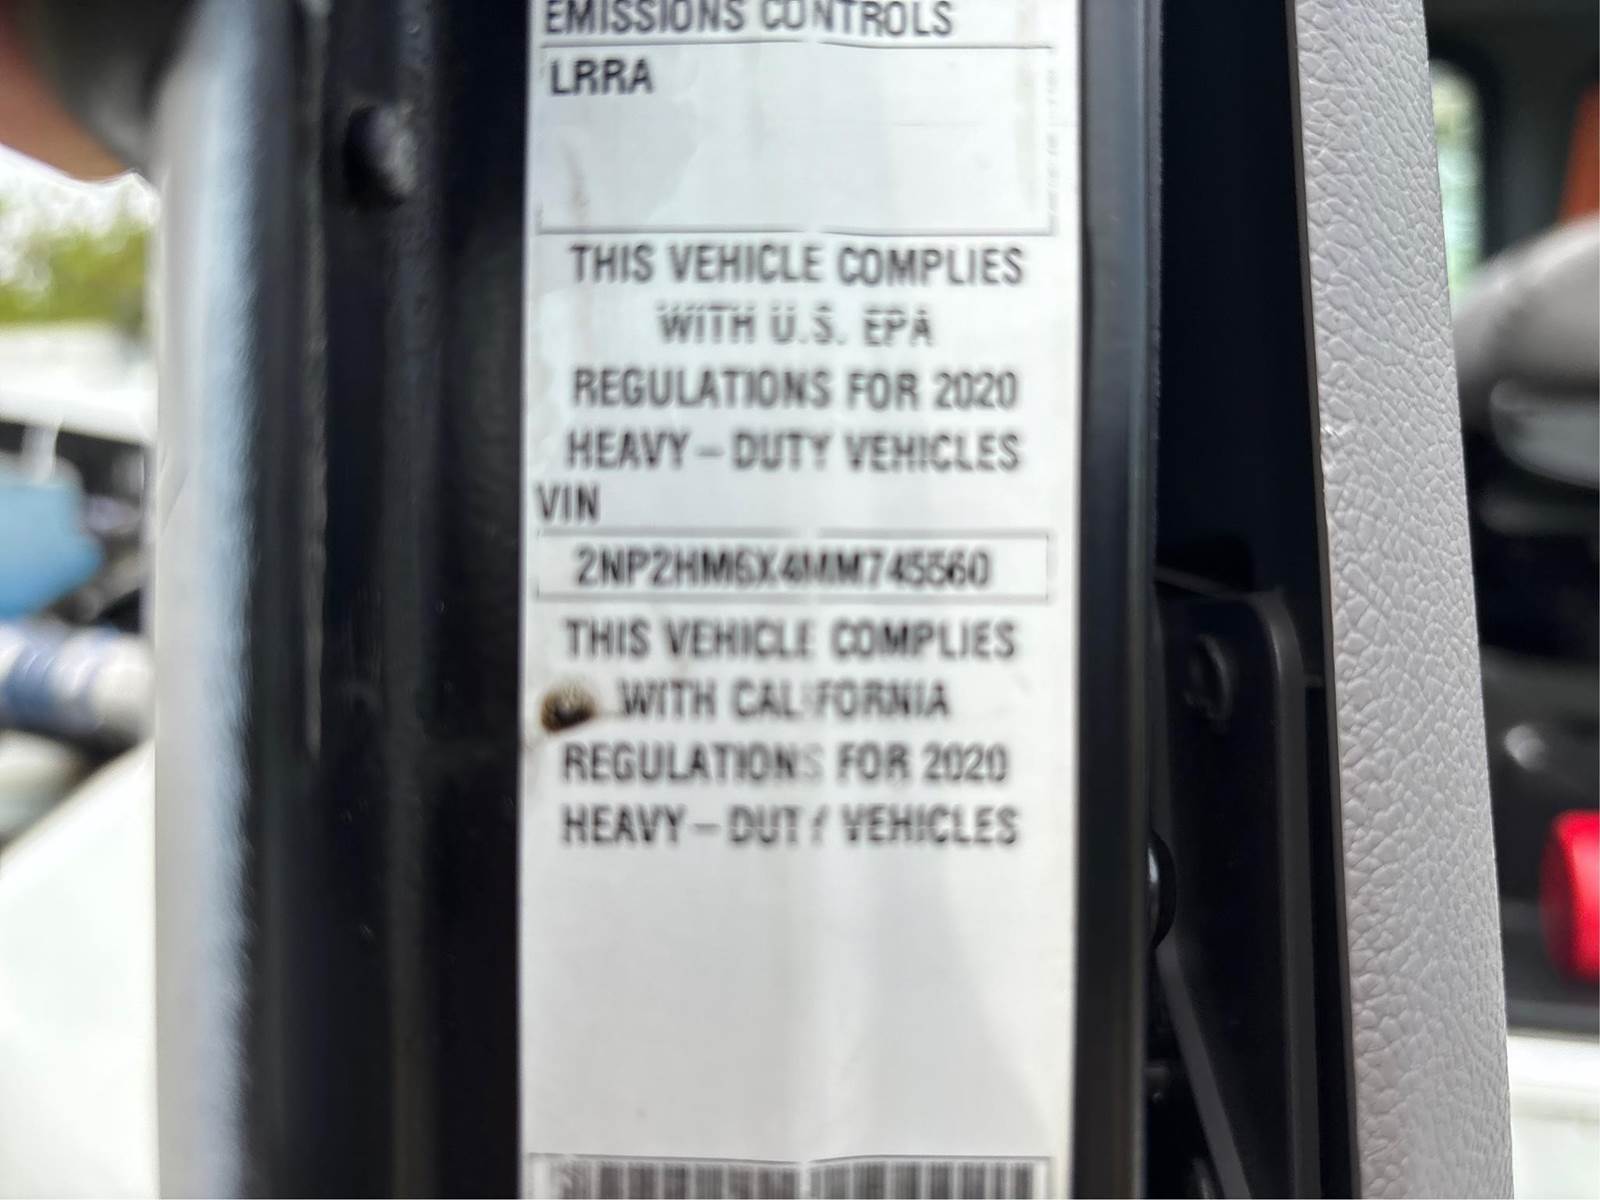 EMISSIONS CONTROLS
LRRA
THIS VEHICLE COMPLIES
WITH U.S. EPA
REGULATIONS FOR 2020
HEAVY-DUTY VEHICLES
VIN
2NP2HM6X4MM745560
THIS VEHICLE COMPLIES
WITH CALIFORNIA
REGULATIONS FOR 2020
HEAVY-DUTY VEHICLES